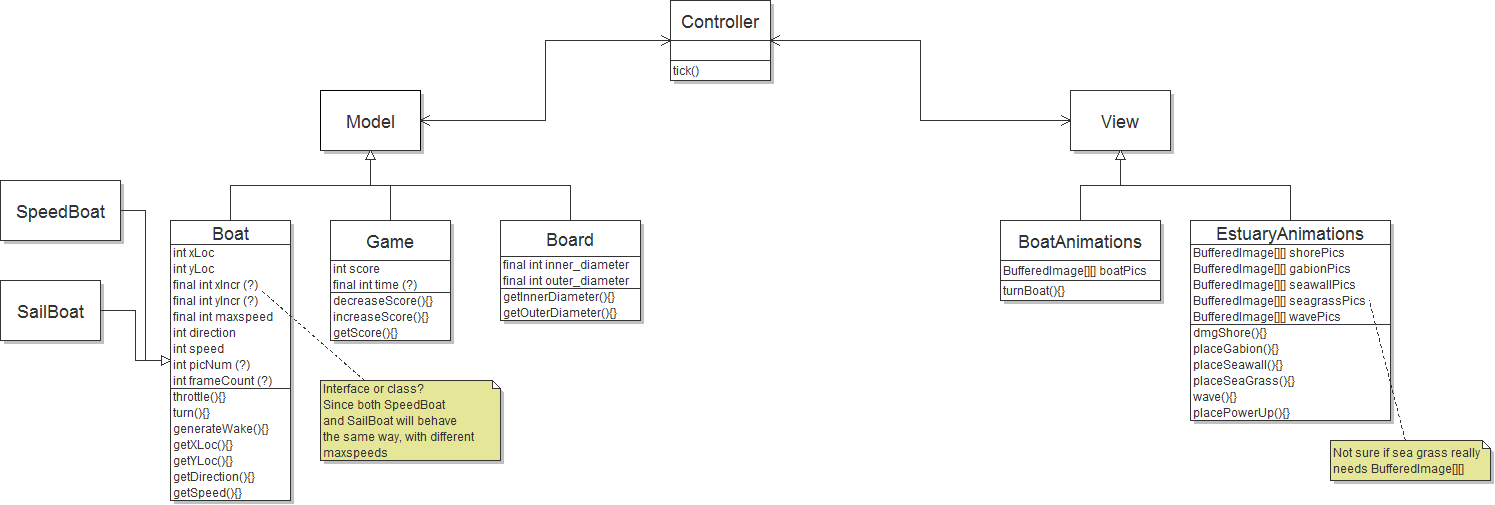 Controller
tick()
Model
View
SpeedBoat
SailBoat
Boat
int xLoc
int yLoc
final int xIncr (?)
final int yIncr (?)
final int maxspeed
int direction
int speed
int picNum (?)
int frameCount (?)
throttle(){}
turn(){}
generateWake(){}
getXLoc(){}
getYLoc(){}
getDirection(){}
getSpeed(){}
Game
int score
final int time (?)
decreaseScore(){}
increaseScore(){}
getScore(){}
Board
final int inner_diameter
final int outer_diameter
getInnerDiameter(){}
getOuterDiameter(){}
Interface or class?
Since both SpeedBoat
and SailBoat will behave
the same way, with different
maxspeeds
BoatAnimations
BufferedImage[][] boatPics
turnBoat(){}
EstuaryAnimations
BufferedImage[][] shorePics
BufferedImage[][] gabionPics
BufferedImage[][] seawallPics
BufferedImage[][] seagrassPics
BufferedImage[][] wavePics
dmgShore(){}
placeGabion(){}
placeSeawall(){}
placeSeaGrass(){}
wave(){}
placePowerUp(){}
Not sure if sea grass really
needs BufferedImage[][]